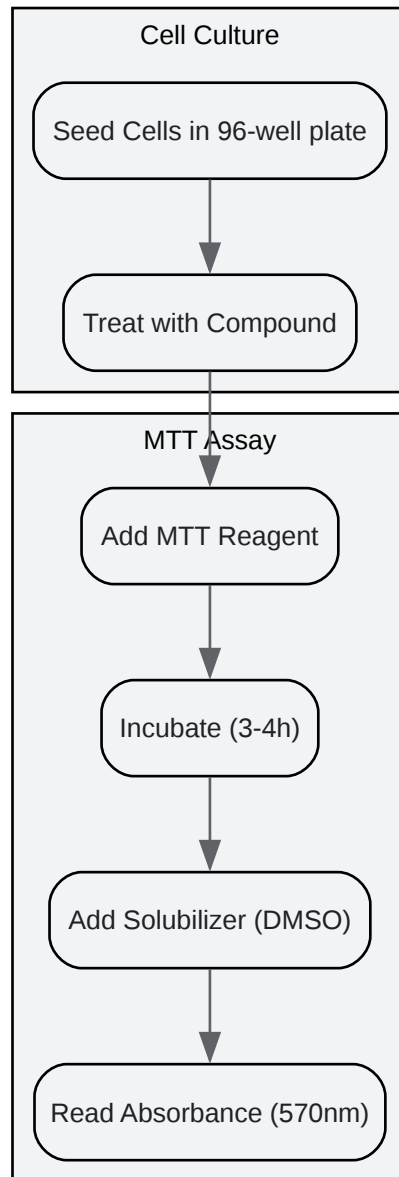 Cell Culture
Seed Cells in 96-well plate
Treat with Compound
MTT Assay
Add MTT Reagent
Incubate (3-4h)
Add Solubilizer (DMSO)
Read Absorbance (570nm)